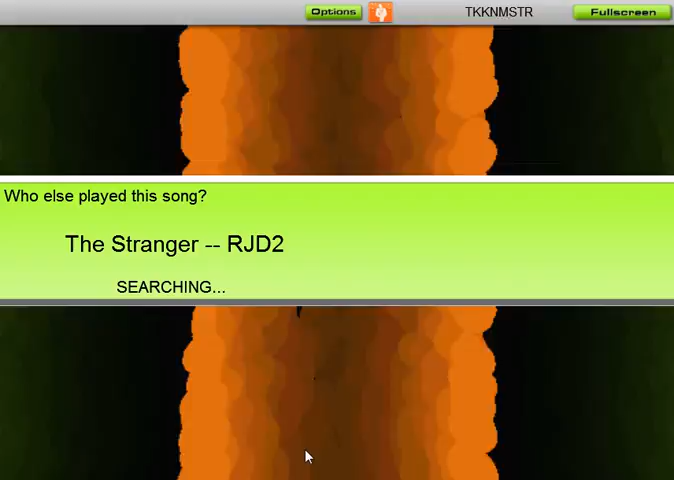 Options
TKKNMSTR
Fullscreen
Who else played this song?
The Stranger -- RJD2
SEARCHING...